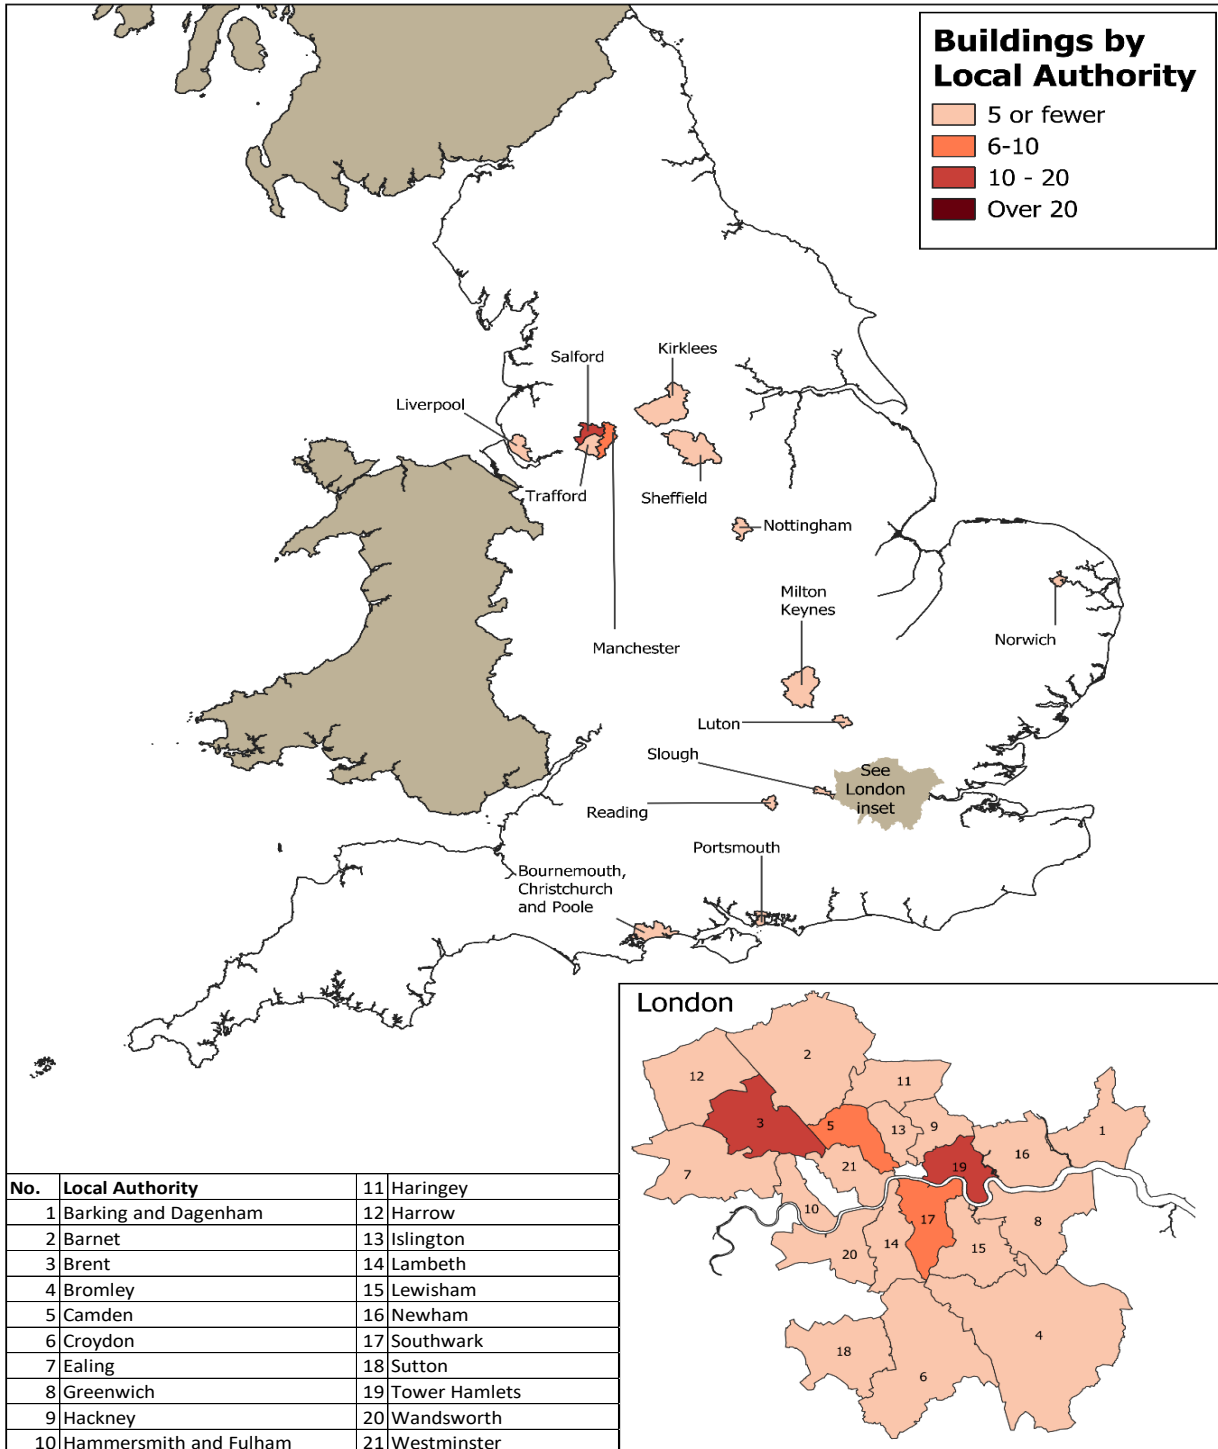 Buildings by
Local Authority
5 or fewer
6-10
10 - 20
Over 20
Salford
Kirklees
Liverpool
Trafford
Sheffield
Nottingham
Milton
Keynes
Norwich
Manchester
Luton
Slough
See
London
inset
Reading
Portsmouth
Bournemouth,
Christchurch
and Poole
London
2
12
11
3
5
13
9
1
16
19
21
7
10
17
8
14
15
20
4
18
6
No. Local Authority 11 Haringey
1 Barking and Dagenham 12 Harrow
2 Barnet 13 Islington
3 Brent 14 Lambeth
4 Bromley 15 Lewisham
5 Camden 16 Newham
6 Croydon 17 Southwark
7 Ealing 18 Sutton
8 Greenwich 19 Tower Hamlets
9 Hackney 20 Wandsworth
10 Hammersmith and Fulham 21 Westminster